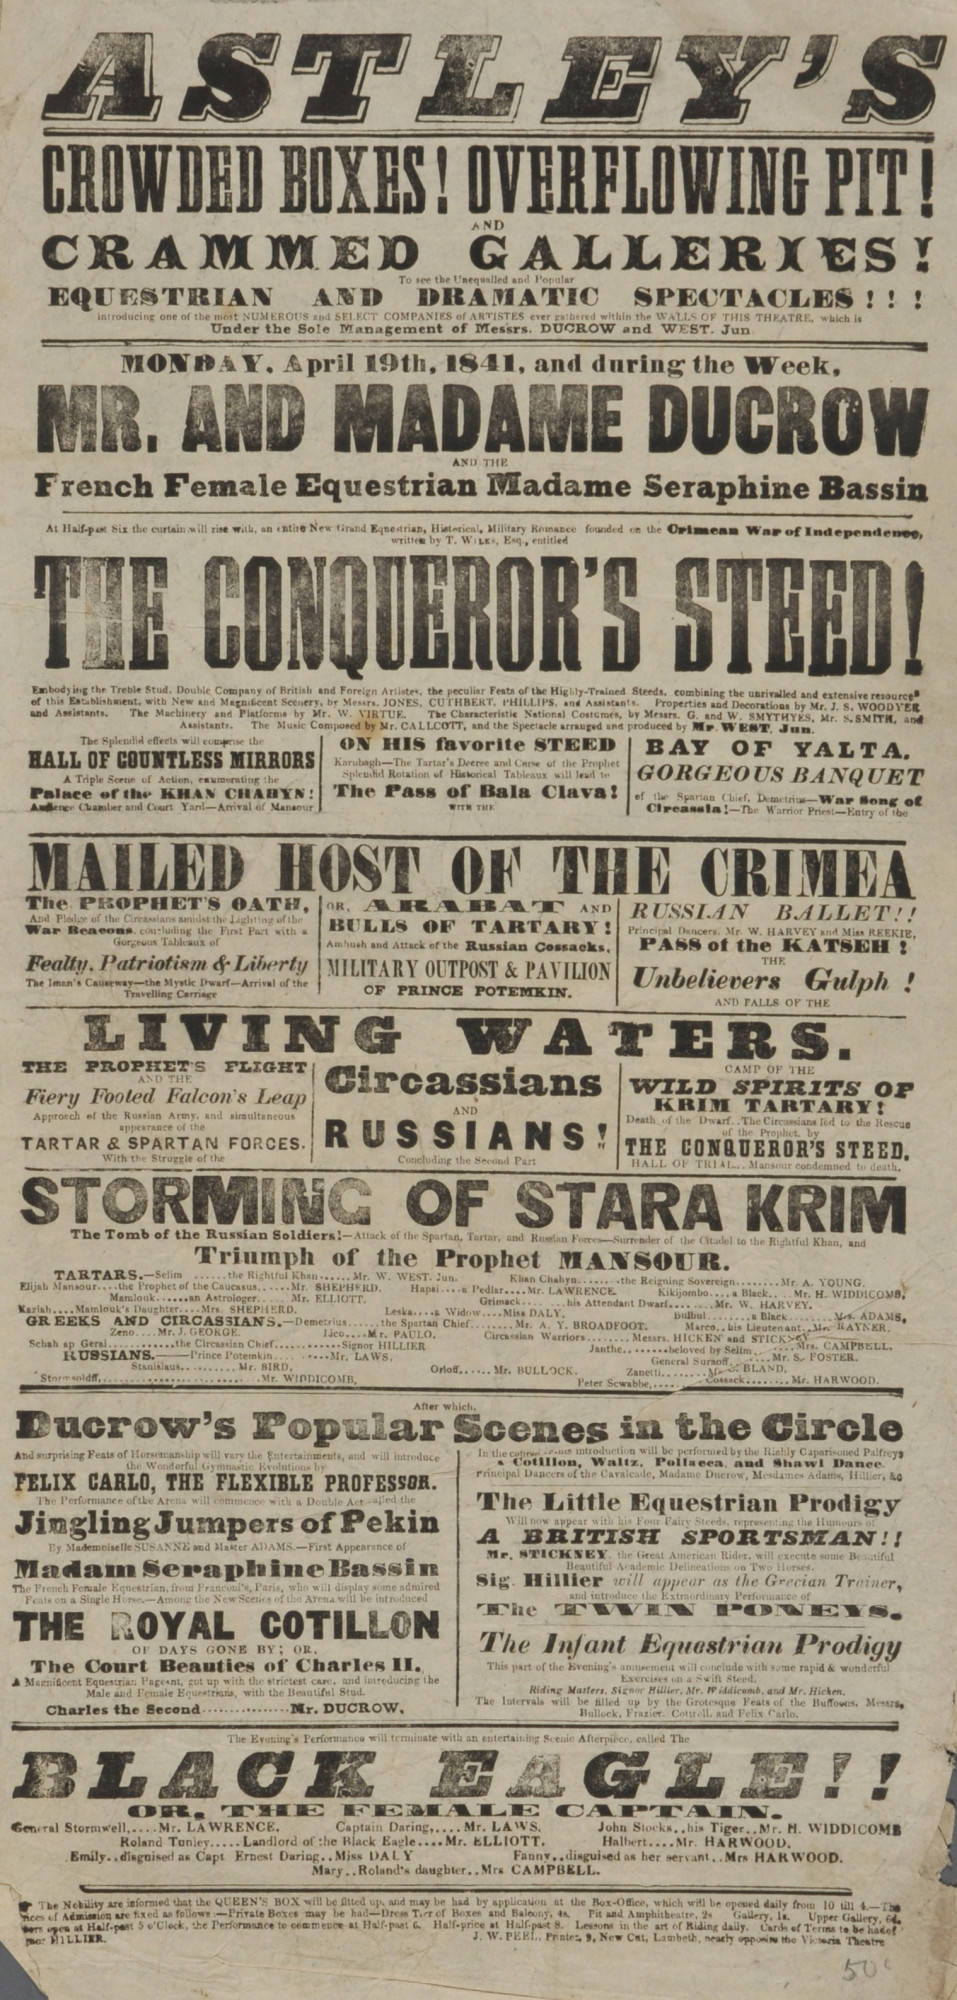 ASTLEY'S
CROWDED BOXES! OVERFLOWING PIT!
AND
CRAMMED GALLERIES!
To see the Unequalled and Popular
EQUESTRIAN AND DRAMATIC SPECTACLES!!!
introducing one of the most NUMEROUS and SELECT COMPANIES of ARTISTES ever gathered within the WALLS OF THIS THEATRE, which is
Under the Sole Management of Messrs. DUCROW and WEST. Jun
MONDAY, April 19th, 1841, and during the Week,
MR. AND MADAME DUCROW
AND THE
French Female Equestrian Madame Seraphine Bassin
At Half-past Six the curtain will rise with, an entire New Grand Equestrian, Historical, Military Romance founded on the Crimean War of Independence,
written by T. WILKS, Esq., entitled
THE CONQUEROR'S STEED!
Embodying the Treble Stud, Double Company of British and Foreign Artistes, the peculiar Feats of the Highly-Trained Steeds, combining the unrivalled and extensive resources
of this Establishment, with New and Magnificent Scenery, by Messrs. JONES, CUTHBERT, PHILLIPS, and Assistants. Properties and Decorations by Mr. J. S. WOODYER
and Assistants. The Machinery and Platforms by Mr. W. VIRTUE. The Characteristic National Costumes, by Messrs. G. and W. SMYTHYES, Mr. S. SMITH, and
Assistants. The Music Composed by Mr. CALLCOTT, and the Spectacle arranged and produced by Mr. WEST, Jun.
The Splendid effects will comprise the
HALL OF COUNTLESS MIRRORS
A Triple Scene of Action, enumerating the
Palace of the KHAN CHAHYN!
Audience Chamber and Court Yard—Arrival of Mansour
ON HIS favorite STEED
Karabagh—The Tartar's Decree and Curse of the Prophet
Splendid Rotation of Historical Tableaux will lead to
The Pass of Bala Clava!
WITH THE
BAY OF YALTA.
GORGEOUS BANQUET
of the Spartan Chief, Demetrius—War Song of
Circassia!—The Warrior Priest—Entry of the
MAILED HOST OF THE CRIMEA
The PROPHET'S OATH,
And Pledge of the Circassians amidst the Lighting of the
War Beacons, concluding the First Part with a
Gorgeous Tableaux of
Fealty, Patriotism & Liberty
The Iman's Causeway—the Mystic Dwarf—Arrival of the
Travelling Carriage
OR, ARABAT AND
BULLS OF TARTARY!
Ambush and Attack of the Russian Cossacks.
MILITARY OUTPOST & PAVILION
OF PRINCE POTEMKIN.
RUSSIAN BALLET!!
Principal Dancers, Mr. W. HARVEY and Miss REEKIE,
PASS of the KATSEH!
THE
Unbelievers Gulph!
AND FALLS OF THE
LIVING WATERS.
THE PROPHET'S FLIGHT
AND THE
Fiery Footed Falcon's Leap
Approach of the Russian Army, and simultaneous
appearance of the
TARTAR & SPARTAN FORCES.
With the Struggle of the
Circassians
AND
RUSSIANS!
Concluding the Second Part
CAMP OF THE
WILD SPIRITS OF
KRIM TARTARY!
Death of the Dwarf..The Circassians led to the Rescue
of the Prophet, by
THE CONQUEROR'S STEED.
HALL OF TRIAL.. Mansour condemned to death.
STORMING OF STARA KRIM
The Tomb of the Russian Soldiers!—Attack of the Spartan, Tartar, and Russian Forces—Surrender of the Citadel to the Rightful Khan, and
Triumph of the Prophet MANSOUR.
TARTARS.—Selim ......the Rightful Khan......Mr. W. WEST. Jun. Khan Chahyn.......the Reigning Sovereign.......Mr. A. YOUNG.
Elijah Mansour....the Prophet of the Caucasus,..Mr. SHEPHERD. Hapai....a Pedlar....Mr. LAWRENCE. Kikijombo....a Black.. Mr. H. WIDDICOMB,
Mamlouk......an Astrologer.. Mr. ELLIOTT. Grimack....his Attendant Dwarf....Mr. W. HARVEY.
Kariah....Mamlouk's Daughter....Mrs. SHEPHERD. Leska....a Widow....Miss DALY, Bulbul........a Black........Mrs. ADAMS,
GREEKS AND CIRCASSIANS.—Demetrius......the Spartan Chief......Mr. A. Y. BROADFOOT. Marco..his Lieutenant..Mr. RAYNER.
Zeno....Mr. J. GEORGE. Lico....Mr. PAULO. Circassian Warriors......Messrs. HICKEN and STICKNEY
Schah ap Geral............the Circassian Chief............Signor HILLIER Janthe..beloved by Selim....Mrs. CAMPBELL.
RUSSIANS.——Prince Potemkin......Mr. LAWS, General Suraoff......Mr. S. FOSTER.
Stanislaus..........Mr. BIRD, Orloff.....Mr. BULLOCK. Zanetti......Mr. BLAND,
Mr. WIDDICOMB, Peter Scwabbe,.....Cossack.......Mr. HARWOOD.
After which,
Ducrow's Popular Scenes in the Circle
And surprising Feats of Horsemanship will vary the Entertainments, and will introduce
the Wonderful Gymnastic Evolutions by
FELIX CARLO, THE FLEXIBLE PROFESSOR.
The Performance of the Arena will commence with a Double Act called the
Jingling Jumpers of Pekin
By Mademoiselle SUSANNE and Master ADAMS.—First Appearance of
Madam Seraphine Bassin
The French Female Equestrian, from Franconi's, Paris, who will display some admired
Feats on a Single Horse.—Among the New Scenes of the Arena will be introduced
THE ROYAL COTILLON
OF DAYS GONE BY; OR,
The Court Beauties of Charles II.
A Magnificent Equestrian Pageant, got up with the strictest care, and introducing the
Male and Female Equestrians, with the Beautiful Stud.
Charles the Second...............Mr. DUCROW.
In the introduction will be performed by the Richly Caparisoned Palfreys
a Cotillon, Waltz, Pollacca, and Shawl Dance.
Principal Dancers of the Cavalcade, Madame Ducrow, Mesdames Adams, Hillier, &c
The Little Equestrian Prodigy
Will now appear with his Four Fairy Steeds, representing the Humours of
A BRITISH SPORTSMAN!!
Mr. STICKNEY, the Great American Rider, will execute some Beautiful
Beautiful Academic Delineations on Two Horses.
Sig. Hillier will appear as the Grecian Trainer,
and introduce the Extraordinary Performance of
The TWIN PONEYS.
The Infant Equestrian Prodigy
This part of the Evening's amusement will conclude with some rapid & wonderful
Exercises on a Swift Steed.
Riding Masters, Signor Hillier, Mr. Widdicomb, and Mr. Hicken.
The Intervals will be filled up by the Grotesque Feats of the Buffowns, Messrs,
Bullock, Frazier, Cottrell, and Felix Carlo.
The Evening's Performance will terminate with an entertaining Scenic Afterpiece, called The
BLACK EAGLE!!
OR, THE FEMALE CAPTAIN.
General Stormwell,....Mr. LAWRENCE. Captain Daring,....Mr. LAWS. John Stocks..his Tiger..Mr. H. WIDDICOMB
Roland Tunley.....Landlord of the Black Eagle....Mr. ELLIOTT. Halbert....Mr. HARWOOD.
Emily..disguised as Capt Ernest Daring..Miss DALY Fanny..disguised as her servant..Mrs HARWOOD.
Mary..Roland's daughter..Mrs CAMPBELL.
The Nobility are informed that the QUEEN'S BOX will be fitted up, and may be had by application at the Box-Office, which will be opened daily from 10 till 4.—The
of Admission are fixed as follows:—Private Boxes may be had—Dress Tier of Boxes and Balcony, 4s. Pit and Amphitheatre, 2s Gallery, 1s. Upper Gallery, 6d.
open at Half-past 5 o'Clock, the Performance to commence at Half-past 6. Half-price at Half-past 8. Lessons in the art of Riding daily. Cards of Terms to be had of
HILLIER. J. W. PEEL, Printer, 9, New Cut, Lambeth, nearly opposite the Victoria Theatre
50c